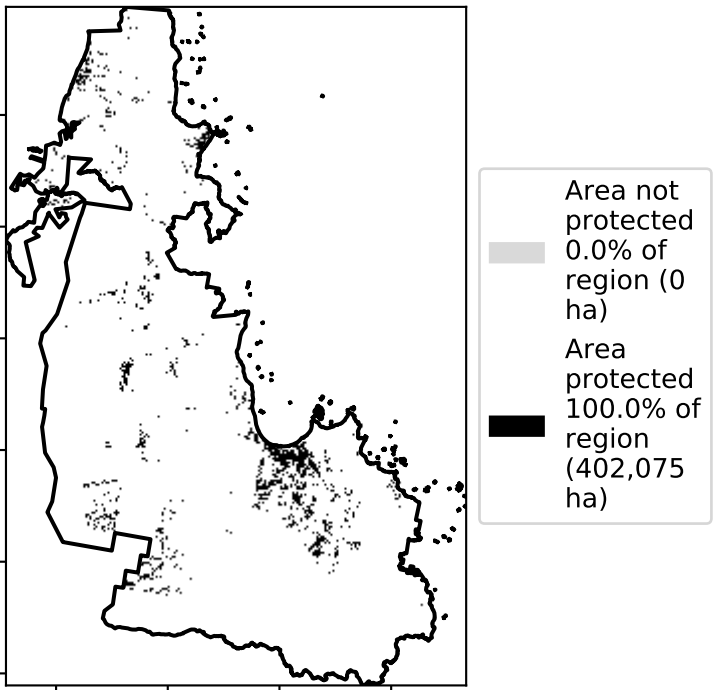 Area not
protected
0.0% of
region (0
ha)
Area
protected
100.0% of
region
(402,075
ha)